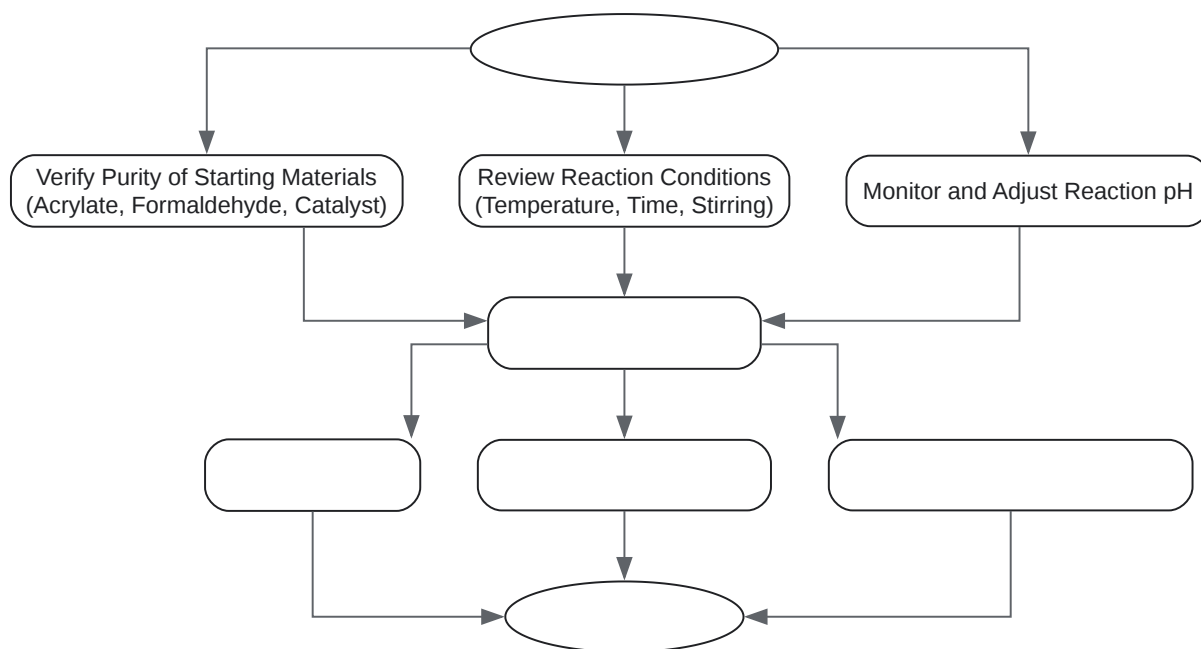 Verify Purity of Starting Materials
(Acrylate, Formaldehyde, Catalyst)
Review Reaction Conditions
(Temperature, Time, Stirring)
Monitor and Adjust Reaction pH